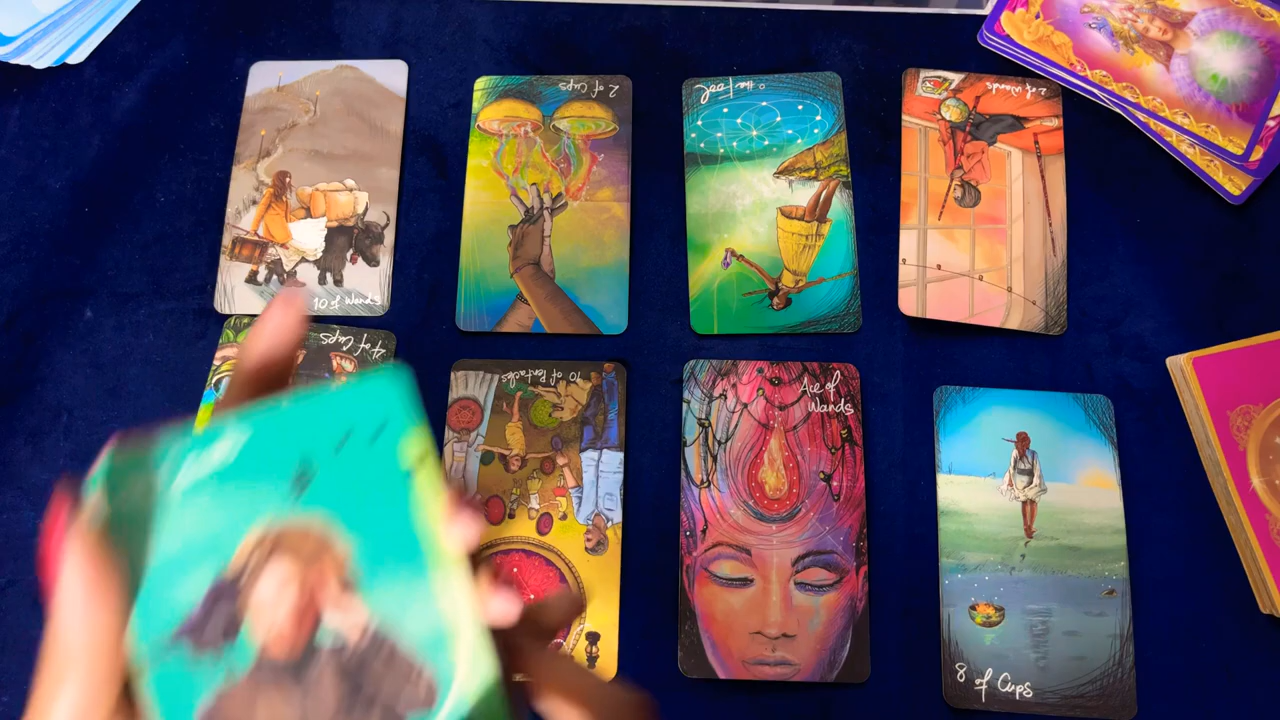 2 of Cups
0 the Fool
2 of Wands
10 of Wands
4 of Cups
10 of Pentacles
Ace of
Wands
8 of Cups